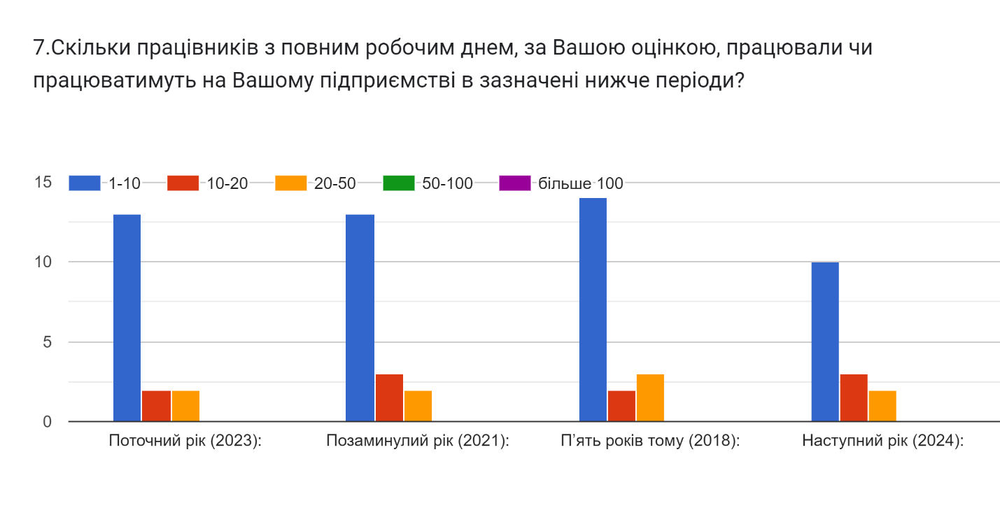 7.Скільки працівників з повним робочим днем, за Вашою оцінкою, працювали чи
працюватимуть на Вашому підприємстві в зазначені нижче періоди?
15
1-10 10-20 20-50 50-100 більше 100
10
5
0
Поточний рік (2023): Позаминулий рік (2021): П’ять років тому (2018): Наступний рік (2024):